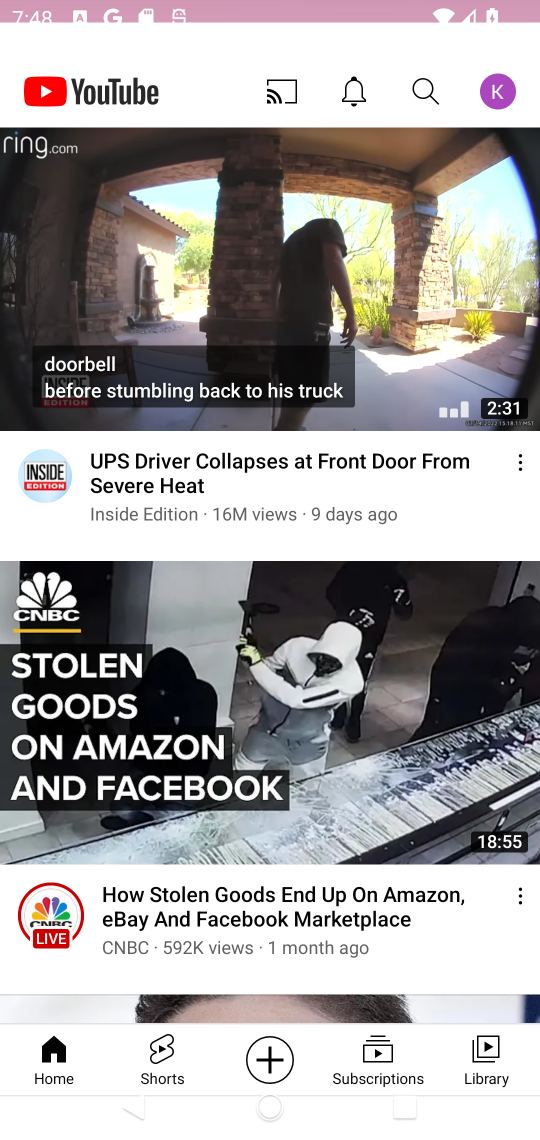 7:48
YouTube
K
ring.com
doorbell
before stumbling back to his truck
2:31
INSIDE
EDITION
UPS Driver Collapses at Front Door From
Severe Heat
Inside Edition · 16M views · 9 days ago
CNBC
STOLEN
GOODS
ON AMAZON
AND FACEBOOK
18:55
CNBC
LIVE
How Stolen Goods End Up On Amazon,
eBay And Facebook Marketplace
CNBC · 592K views · 1 month ago
Home
Shorts
Subscriptions
Library